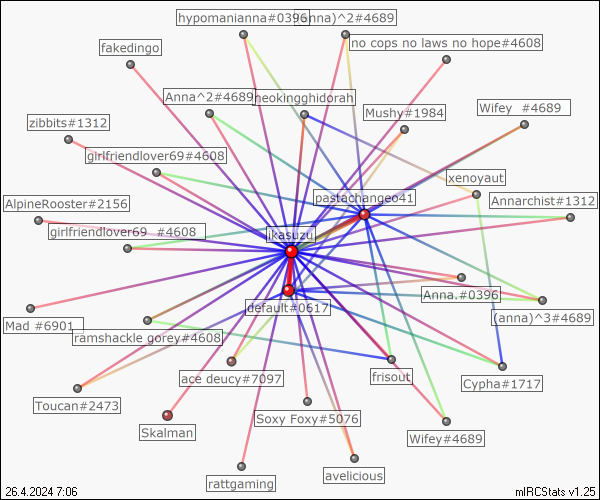 hypomanianna#0396
(anna)^2#4689
no cops no laws no hope#4608
fakedingo
Anna^2#4689
neokingghidorah
Mushy#1984
Wifey #4689
zibbits#1312
girlfriendlover69#4608
xenoyaut
pastachangeo41
AlpineRooster#2156
Annarchist#1312
girlfriendlover69 #4608
ikasuzu
Anna.#0396
default#0617
(anna)^3#4689
Mad #6901
ramshackle gorey#4608
ace deucy#7097
frisout
Cypha#1717
Toucan#2473
Soxy Foxy#5076
Skalman
Wifey#4689
rattgaming
avelicious
26.4.2024 7:06
mIRCStats v1.25